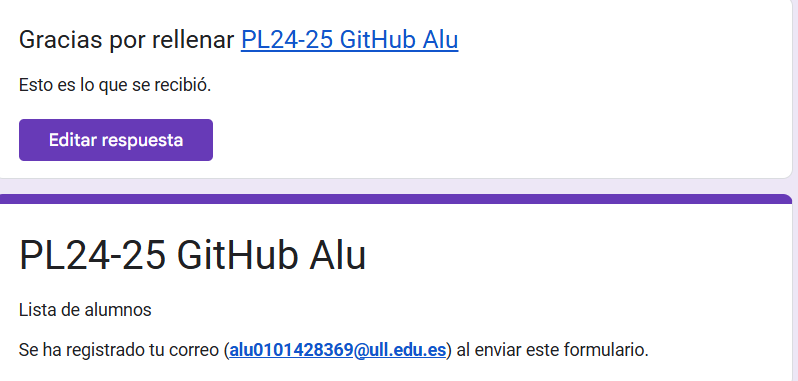 Gracias por rellenar PL24-25 GitHub Alu
Esto es lo que se recibió.
Editar respuesta
PL24-25 GitHub Alu
Lista de alumnos
Se ha registrado tu correo (alu0101428369@ull.edu.es) al enviar este formulario.